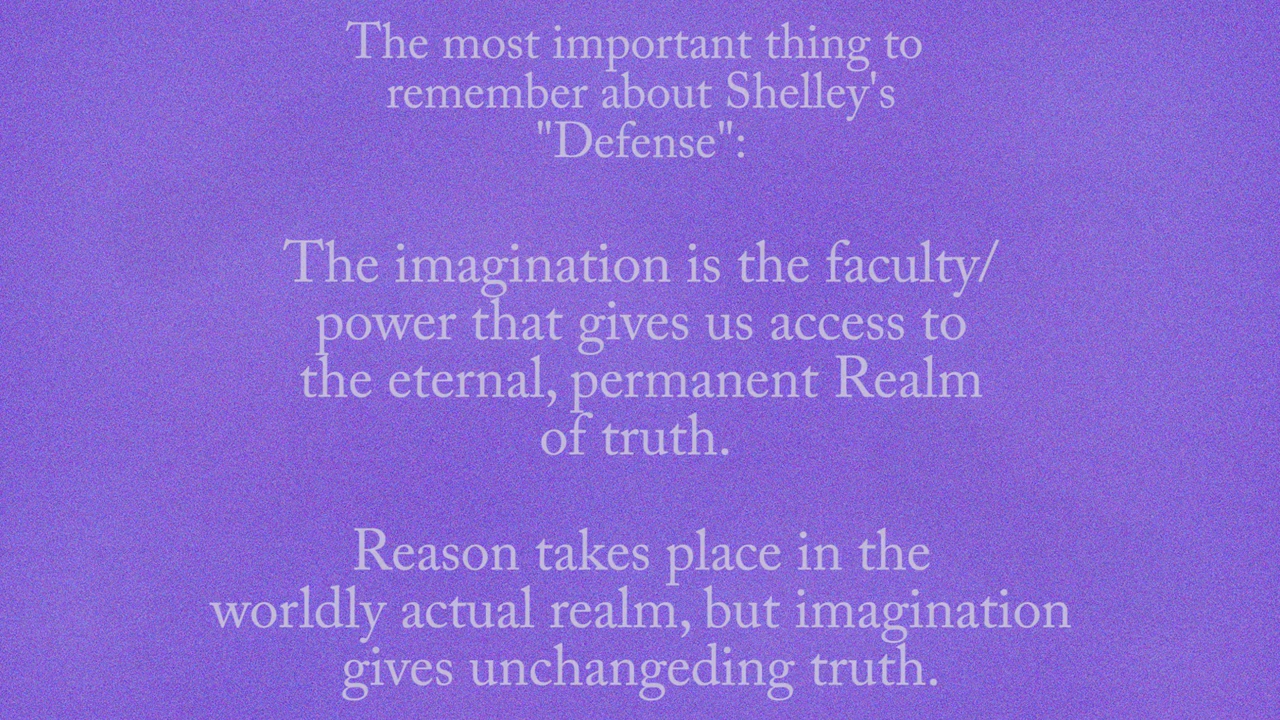 The most important thing to
remember about Shelley's
"Defense":
The imagination is the faculty/
power that gives us access to
the eternal, permanent Realm
of truth.
Reason takes place in the
worldly actual realm, but imagination
gives unchangeding truth.